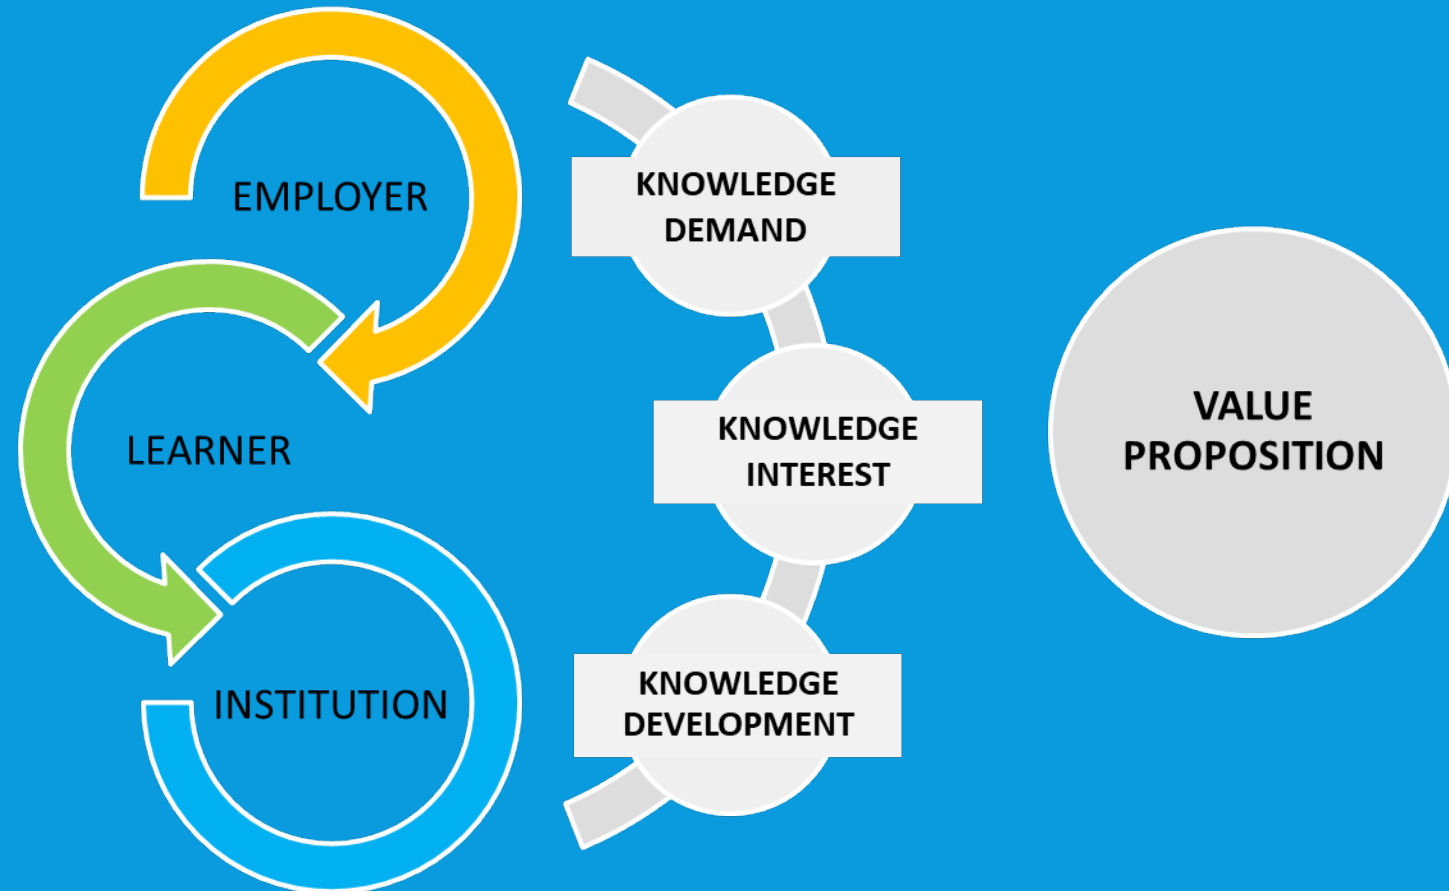 EMPLOYER
LEARNER
INSTITUTION
KNOWLEDGE
DEMAND
KNOWLEDGE
INTEREST
KNOWLEDGE
DEVELOPMENT
VALUE
PROPOSITION